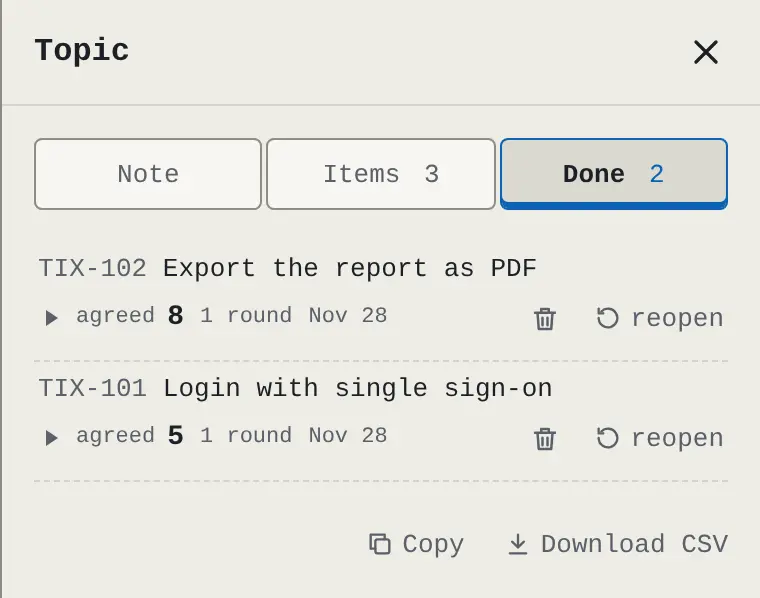 Topic
Note Items 3 Done 2
TIX-102 Export the report as PDF
agreed 8 1 round Nov 28 reopen
TIX-101 Login with single sign-on
agreed 5 1 round Nov 28 reopen
Copy Download CSV